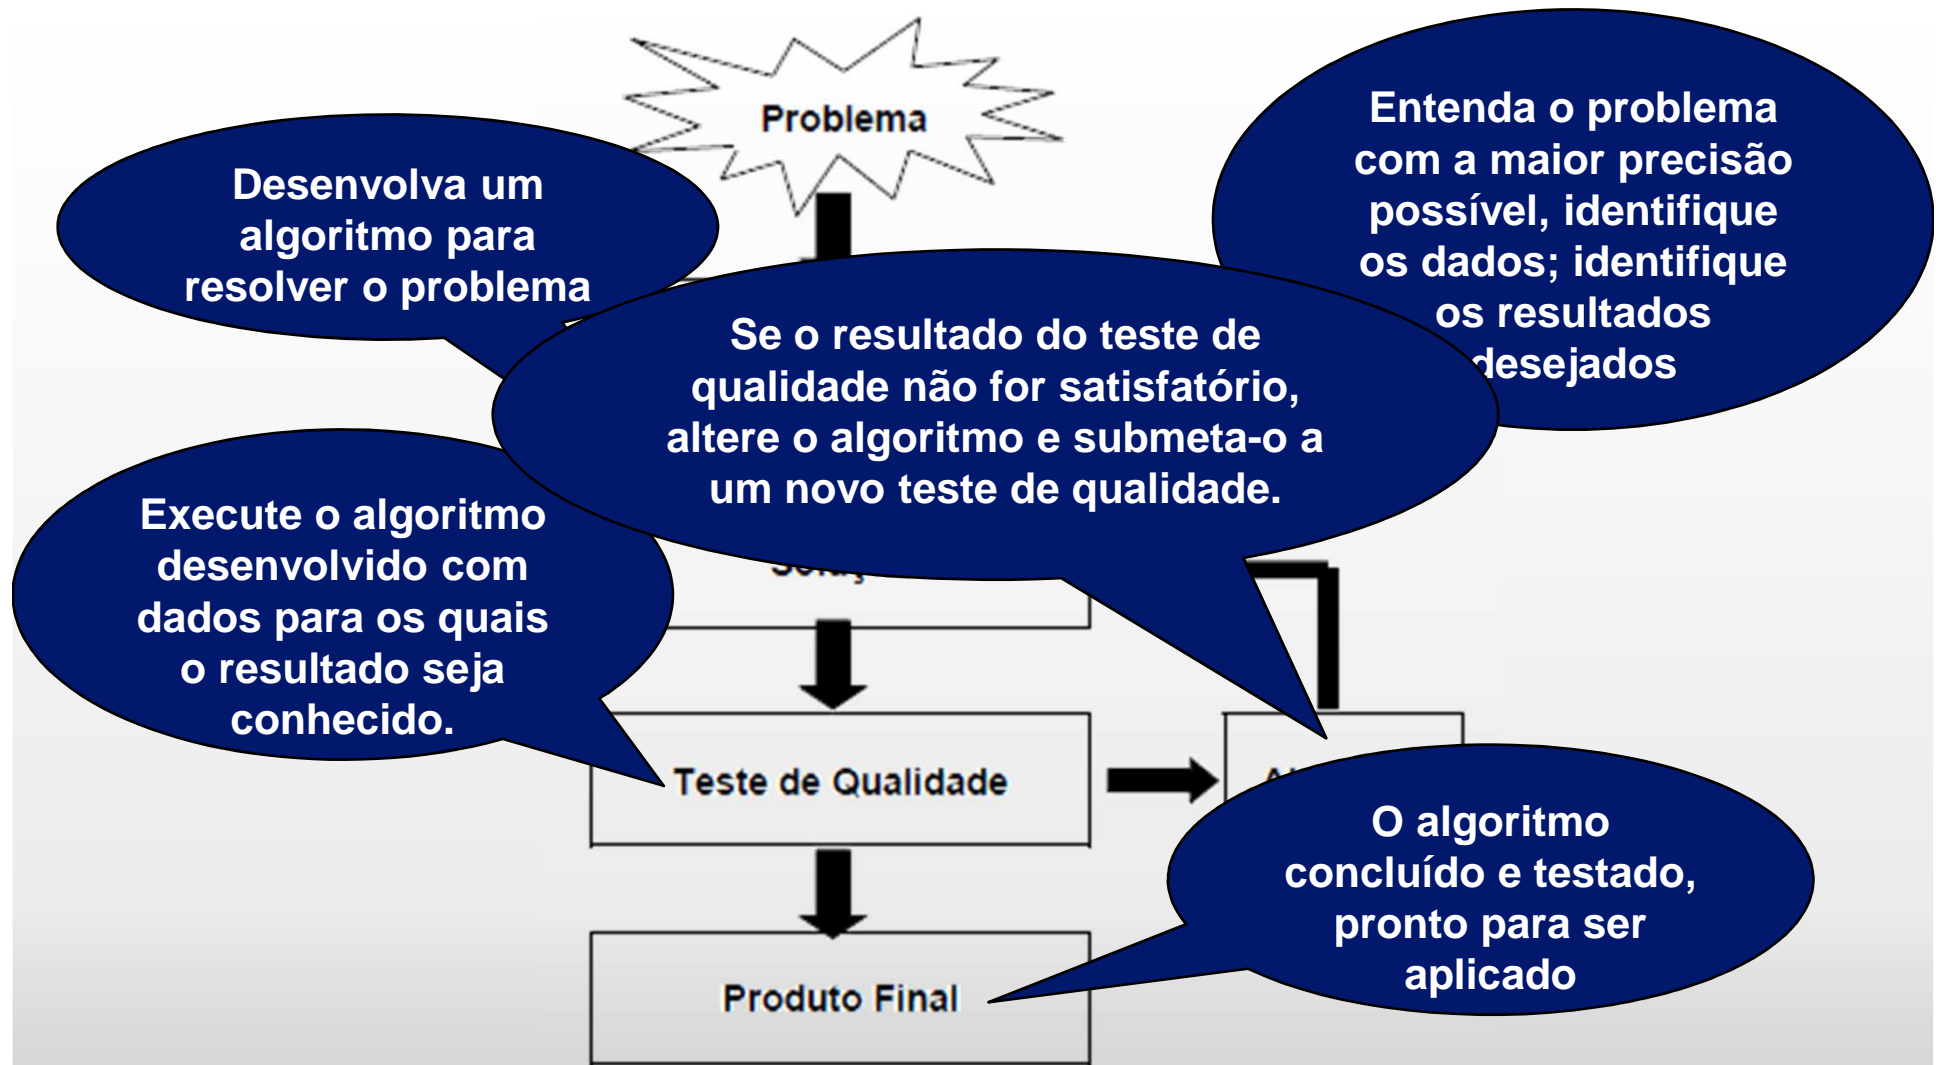 Problema
Desenvolva um
algoritmo para
resolver o problema
Entenda o problema
com a maior precisão
possível, identifique
os dados; identifique
os resultados
desejados
Se o resultado do teste de
qualidade não for satisfatório,
altere o algoritmo e submeta-o a
um novo teste de qualidade.
Execute o algoritmo
desenvolvido com
dados para os quais
o resultado seja
conhecido.
Teste de Qualidade
O algoritmo
concluído e testado,
pronto para ser
aplicado
Produto Final